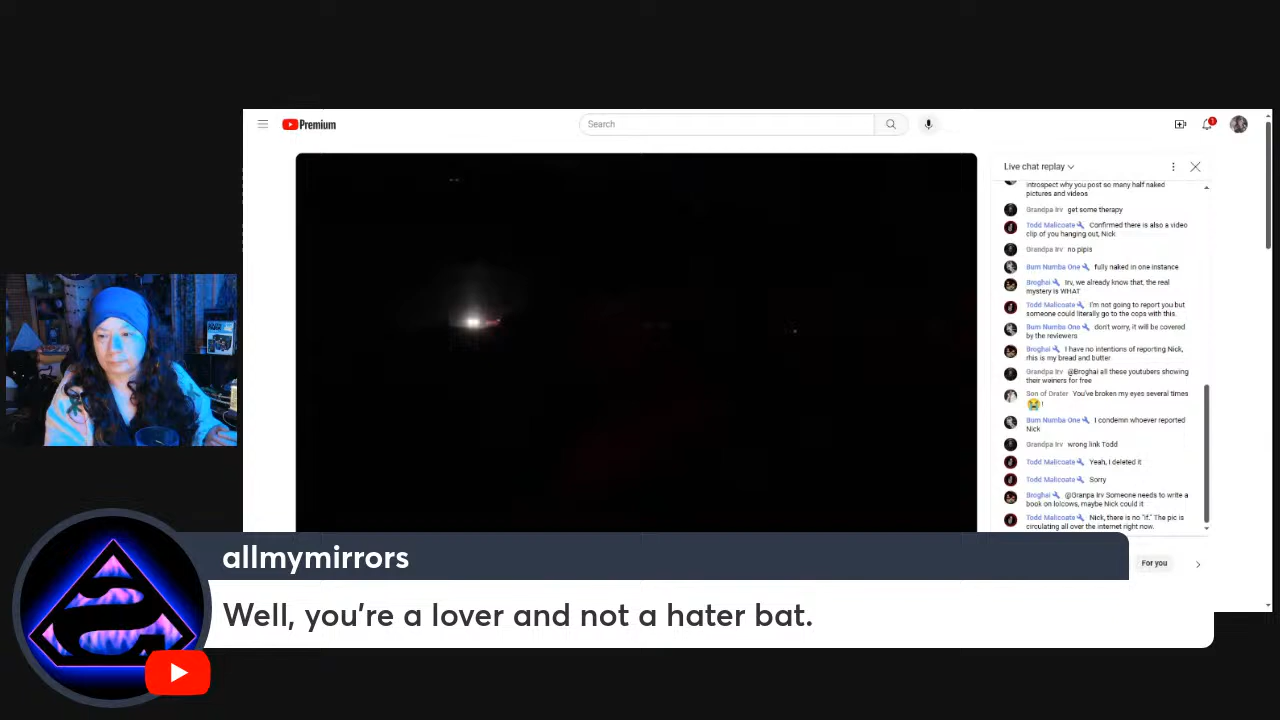 Premium
Search
1
Live chat replay
introspect why you post so many half naked
pictures and videos
Grandpa Irv get some therapy
Todd Malicoate Confirmed there is also a video
clip of you hanging out, Nick
Grandpa Irv no pipis
Burn Numba One fully naked in one instance
Broghai Irv, we already know that, the real
mystery is WHAT
Todd Malicoate I'm not going to report you but
someone could literally go to the cops with this.
Burn Numba One don't worry, it will be covered
by the reviewers
Broghai I have no intentions of reporting Nick,
rhis is my bread and butter
Grandpa Irv @Broghai all these youtubers showing
their weiners for free
Son of Drater You've broken my eyes several times
!
Burn Numba One I condemn whoever reported
Nick
Grandpa Irv wrong link Todd
Todd Malicoate Yeah, I deleted it
Todd Malicoate Sorry
Broghai @Granpa Irv Someone needs to write a
book on lolcows, maybe Nick could it
Todd Malicoate Nick, there is no "if." The pic is
circulating all over the internet right now.
For you
allmymirrors
Well, you're a lover and not a hater bat.